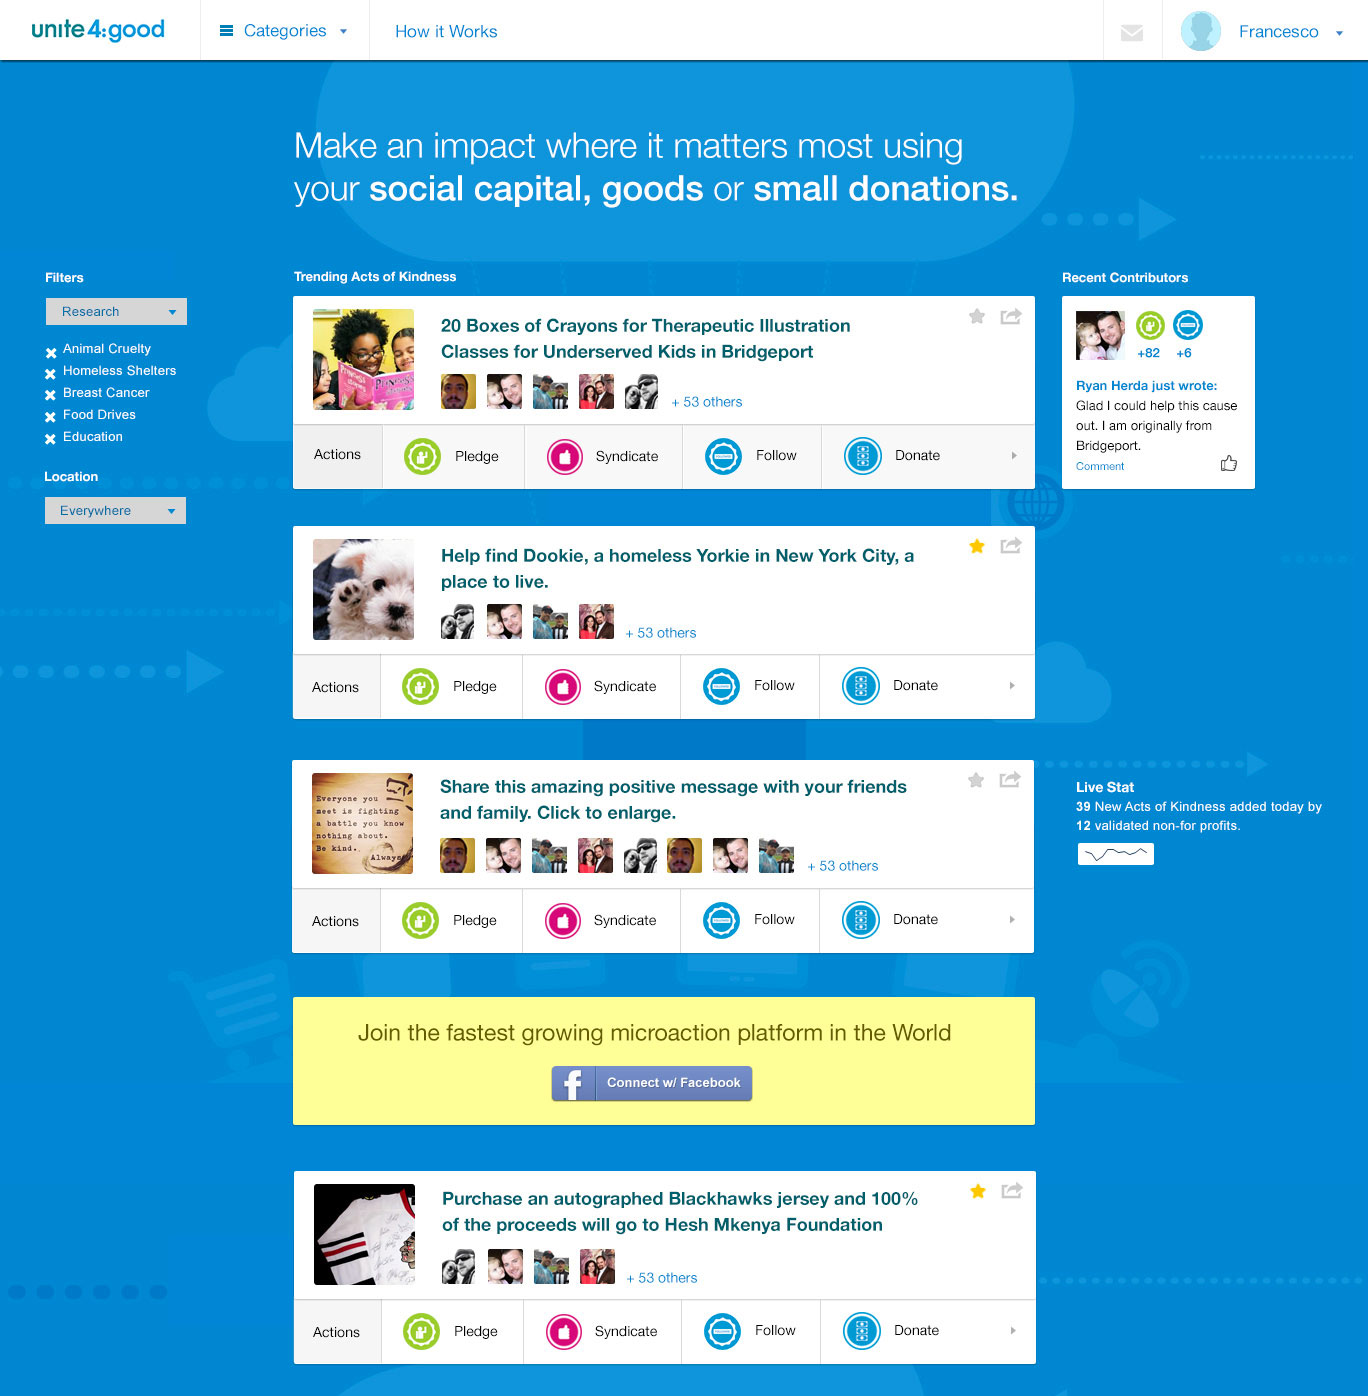 unite4:good
Categories
How it Works
Francesco
Make an impact where it matters most using
your social capital, goods or small donations.
Filters
Research
Animal Cruelty
Homeless Shelters
Breast Cancer
Food Drives
Education
Location
Everywhere
Trending Acts of Kindness
20 Boxes of Crayons for Therapeutic Illustration
Classes for Underserved Kids in Bridgeport
+ 53 others
Actions
Pledge
Syndicate
Follow
Donate
Help find Dookie, a homeless Yorkie in New York City, a
place to live.
+ 53 others
Actions
Pledge
Syndicate
Follow
Donate
Everyone you
meet is fighting
a battle you know
nothing about.
Be kind.
Always
Share this amazing positive message with your friends
and family. Click to enlarge.
+ 53 others
Actions
Pledge
Syndicate
Follow
Donate
Join the fastest growing microaction platform in the World
f
Connect w/ Facebook
Purchase an autographed Blackhawks jersey and 100%
of the proceeds will go to Hesh Mkenya Foundation
+ 53 others
Actions
Pledge
Syndicate
Follow
Donate
Recent Contributors
+82
+6
Ryan Herda just wrote:
Glad I could help this cause
out. I am originally from
Bridgeport.
Comment
Live Stat
39 New Acts of Kindness added today by
12 validated non-for profits.